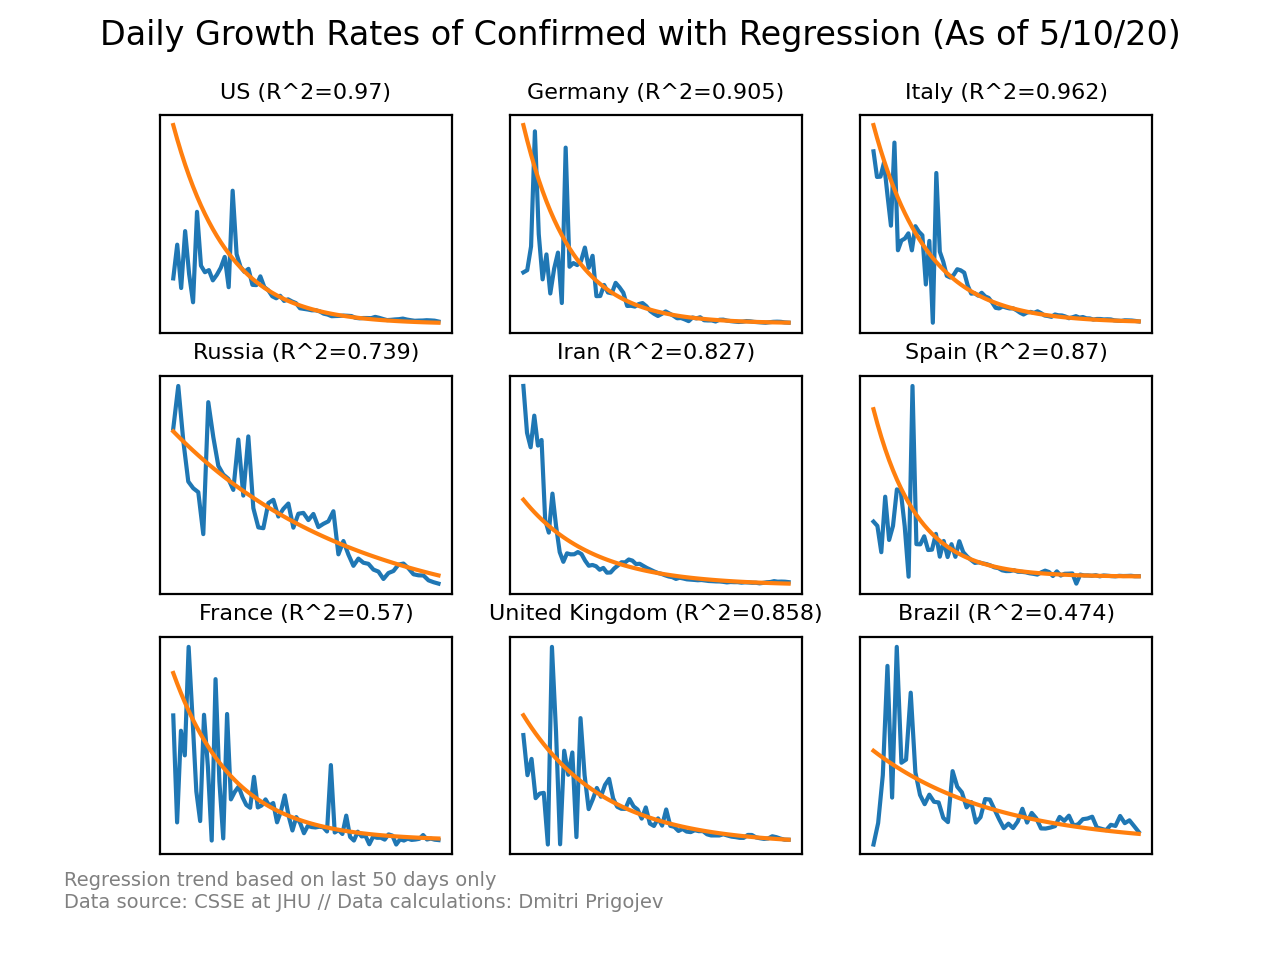 Daily Growth Rates of Confirmed with Regression (As of 5/10/20)
US (R^2=0.97)
Germany (R^2=0.905)
Italy (R^2=0.962)
Russia (R^2=0.739)
Iran (R^2=0.827)
Spain (R^2=0.87)
France (R^2=0.57)
United Kingdom (R^2=0.858)
Brazil (R^2=0.474)
Regression trend based on last 50 days only
Data source: CSSE at JHU // Data calculations: Dmitri Prigojev